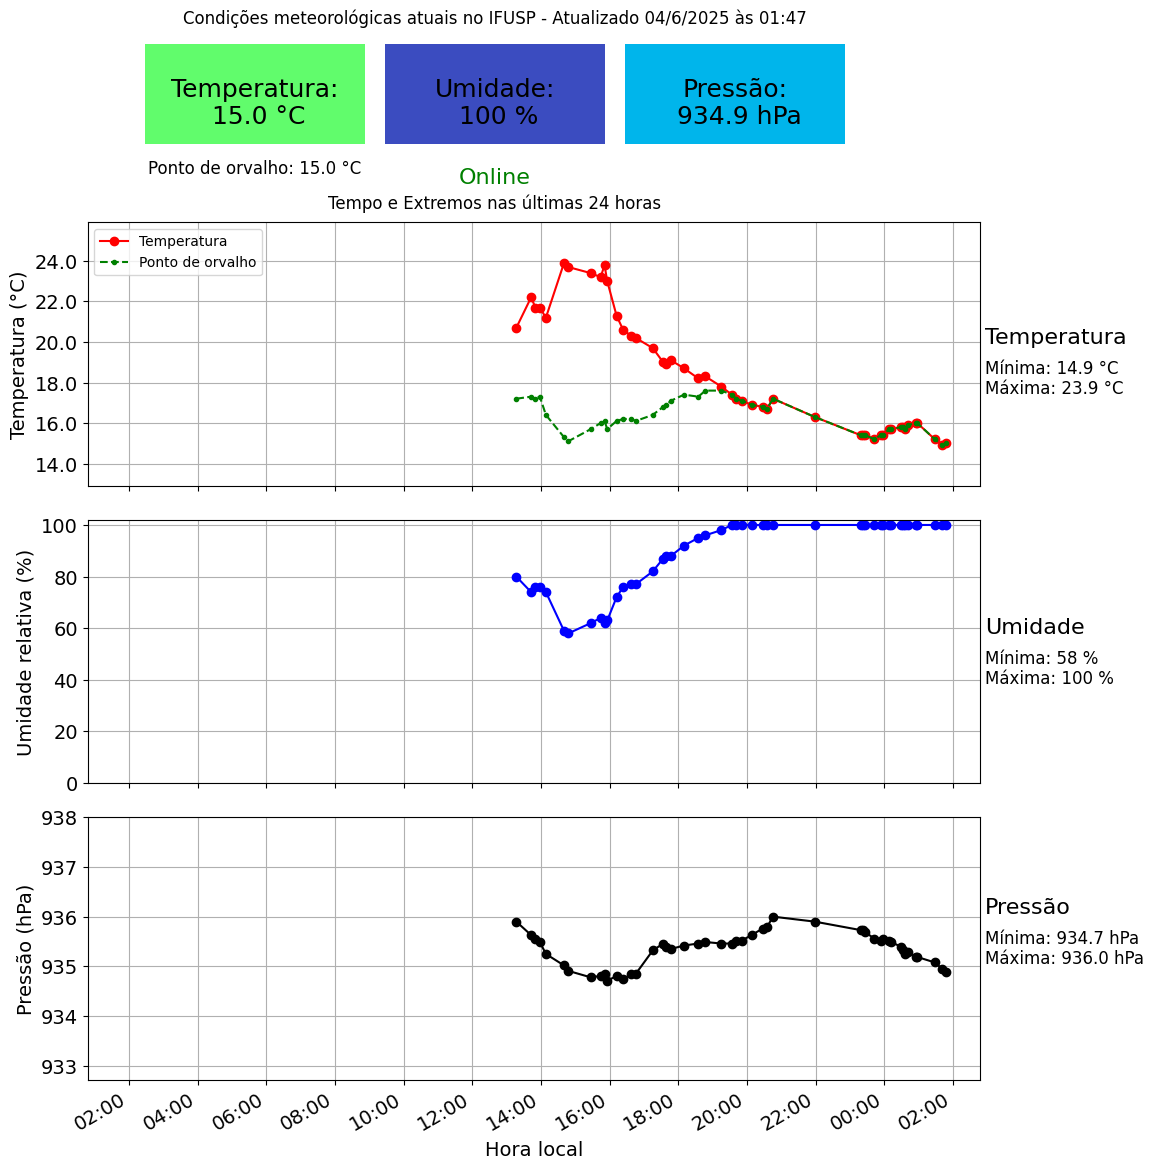 Condições meteorológicas atuais no IFUSP - Atualizado 04/6/2025 às 01:47
Temperatura:
15.0 °C
Umidade:
100 %
Pressão:
934.9 hPa
Ponto de orvalho: 15.0 °C
Online
Tempo e Extremos nas últimas 24 horas
Temperatura
Ponto de orvalho
Temperatura (°C)
24.0
22.0
20.0
18.0
16.0
14.0
Temperatura
Mínima: 14.9 °C
Máxima: 23.9 °C
Umidade relativa (%)
100
80
60
40
20
0
Umidade
Mínima: 58 %
Máxima: 100 %
Pressão (hPa)
938
937
936
935
934
933
Pressão
Mínima: 934.7 hPa
Máxima: 936.0 hPa
02:00
04:00
06:00
08:00
10:00
12:00
14:00
16:00
18:00
20:00
22:00
00:00
02:00
Hora local